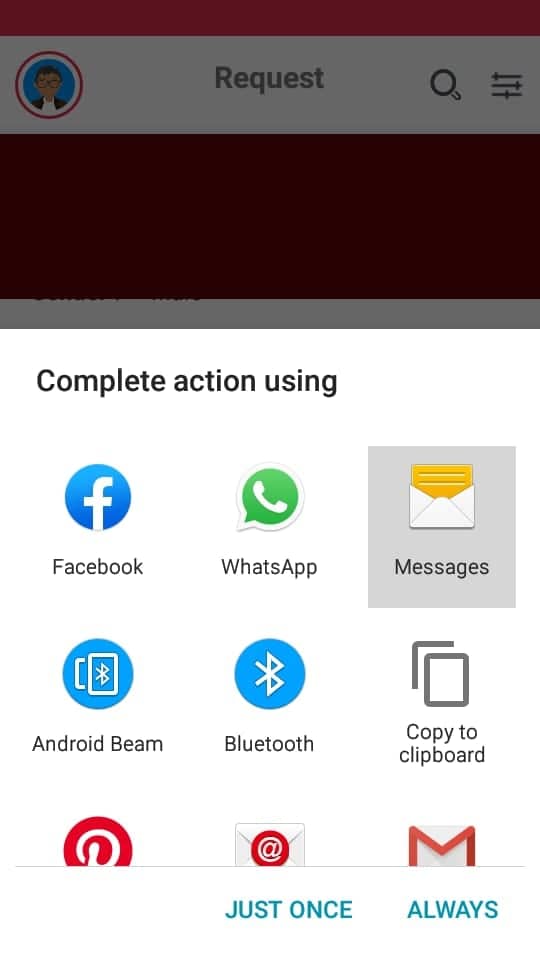 Request
Complete action using
Facebook
WhatsApp
Messages
Android Beam
Bluetooth
Copy to
clipboard
JUST ONCE
ALWAYS